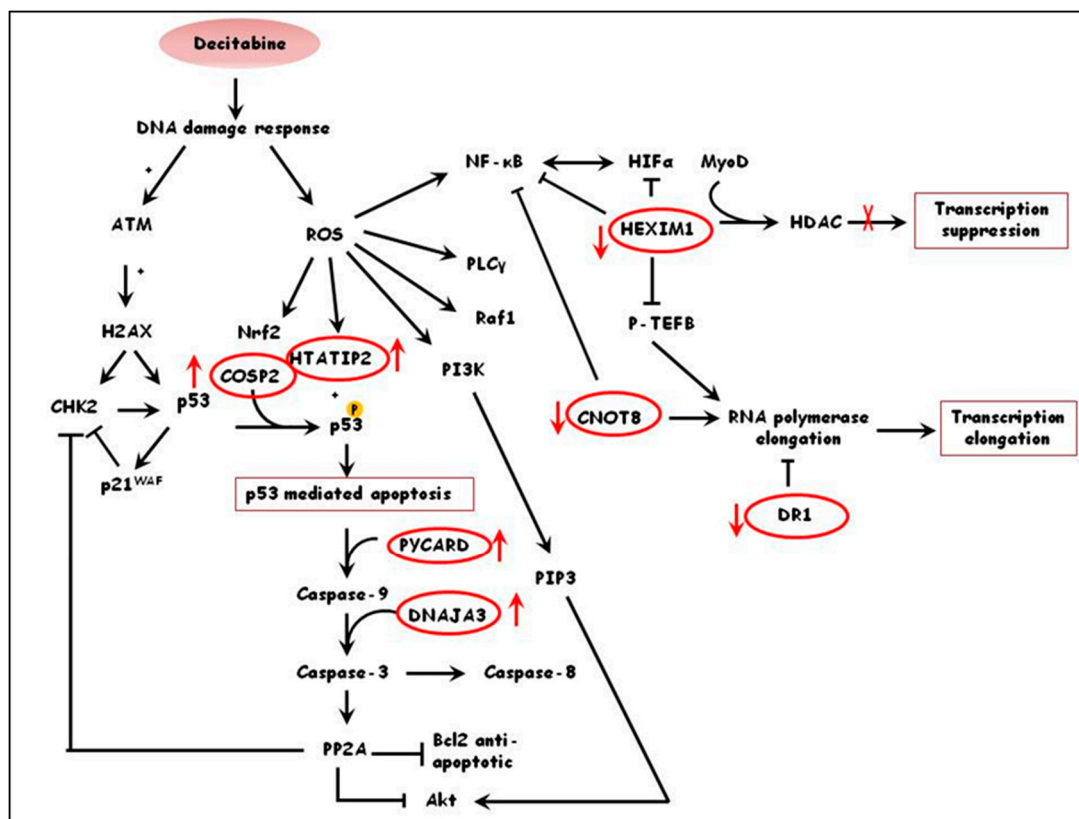 Decitabine
DNA damage response
+
ATM
+
H2AX
CHK2
p53
p21WAF
ROS
Nrf2
HTATIP2
COSP2
+
P
p53
p53 mediated apoptosis
PYCARD
Caspase-9
DNAJA3
Caspase-3
Caspase-8
PP2A
Bcl2 anti-
apoptotic
Akt
NF-κB
HIFα
MyoD
PLCγ
Raf1
PI3K
PIP3
HEXIM1
HDAC
X
Transcription
suppression
P-TEFB
CNOT8
RNA polymerase
elongation
Transcription
elongation
DR1